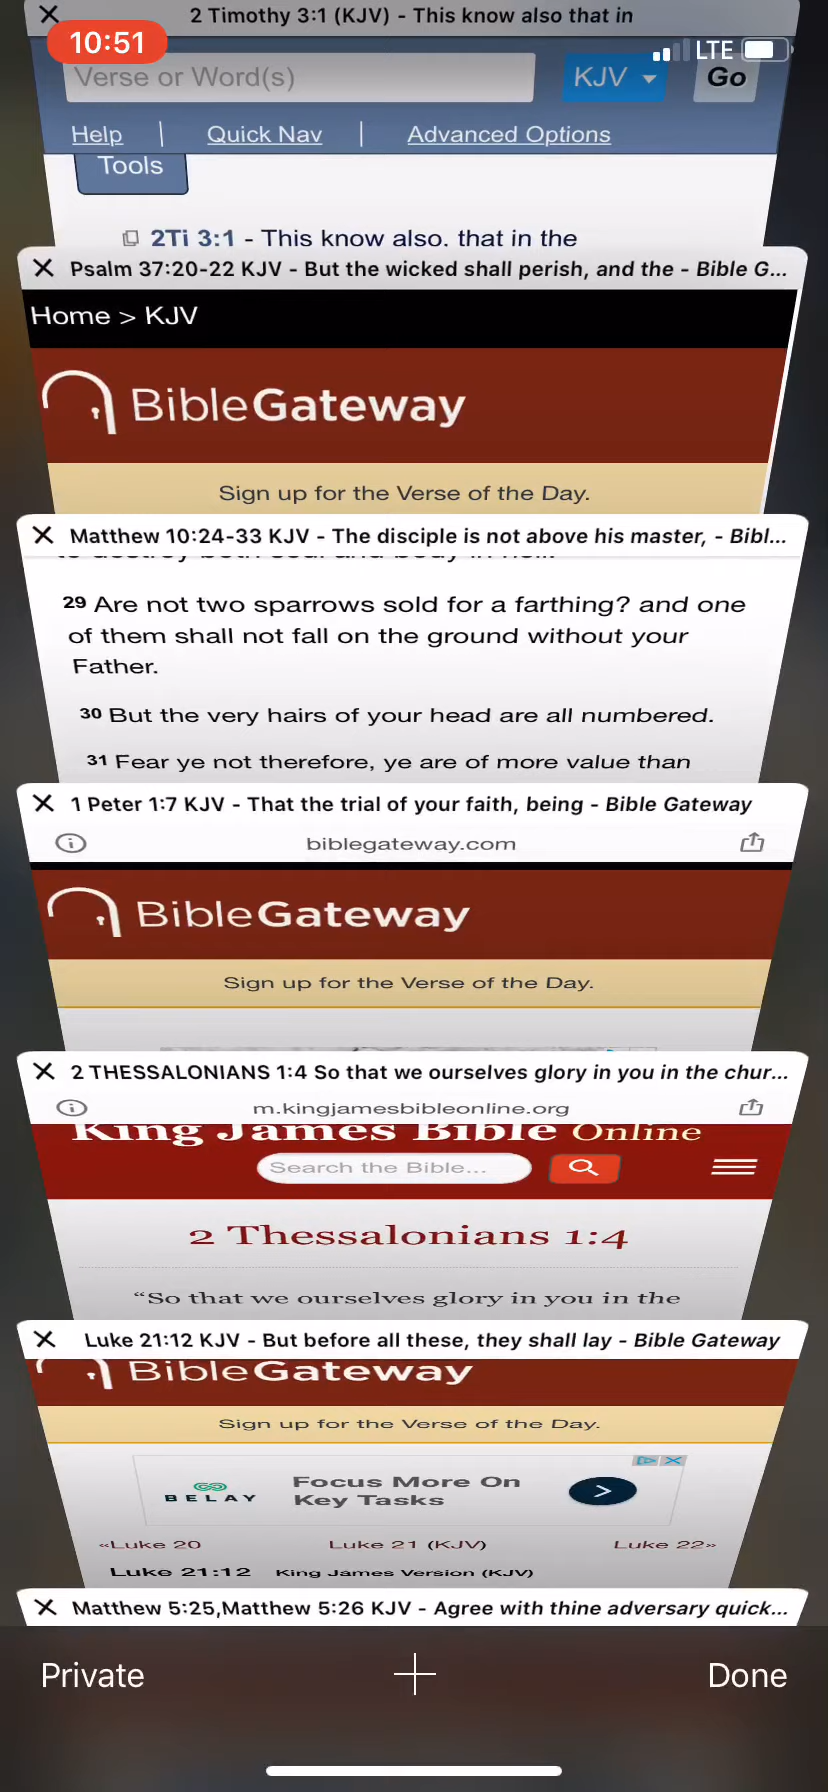 2 Timothy 3:1 (KJV) - This know also that in
10:51
LTE
Verse or Word(s)
KJV
Go
Help | Quick Nav | Advanced Options
Tools
2Ti 3:1 - This know also, that in the
Psalm 37:20-22 KJV - But the wicked shall perish, and the - Bible G...
Home > KJV
BibleGateway
Sign up for the Verse of the Day.
Matthew 10:24-33 KJV - The disciple is not above his master, - Bibl...
to destroy both soul and body in hell.
29 Are not two sparrows sold for a farthing? and one
of them shall not fall on the ground without your
Father.
30 But the very hairs of your head are all numbered.
31 Fear ye not therefore, ye are of more value than
1 Peter 1:7 KJV - That the trial of your faith, being - Bible Gateway
biblegateway.com
BibleGateway
Sign up for the Verse of the Day.
2 THESSALONIANS 1:4 So that we ourselves glory in you in the chur...
m.kingjamesbibleonline.org
King James Bible Online
Search the Bible...
2 Thessalonians 1:4
“So that we ourselves glory in you in the
Luke 21:12 KJV - But before all these, they shall lay - Bible Gateway
BibleGateway
Sign up for the Verse of the Day.
BELAY
Focus More On
Key Tasks
«Luke 20
Luke 21 (KJV)
Luke 22»
Luke 21:12 King James Version (KJV)
Matthew 5:25,Matthew 5:26 KJV - Agree with thine adversary quick...
Private
Done